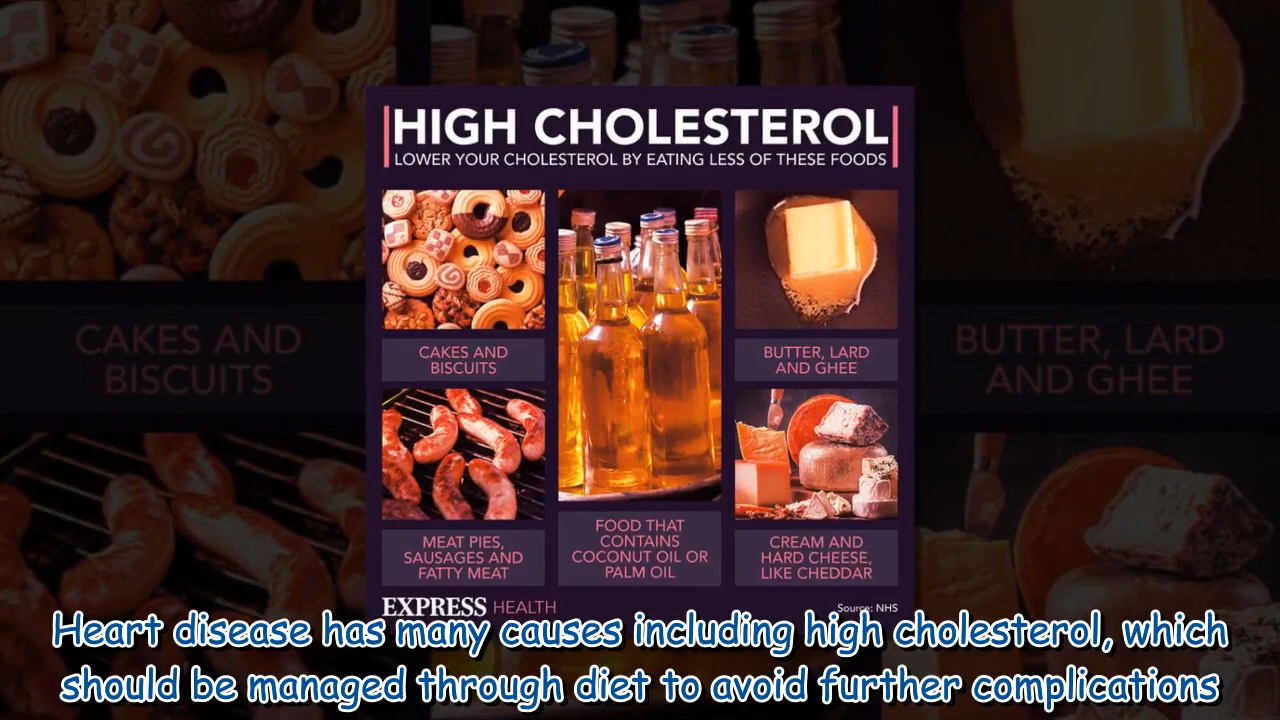 HIGH CHOLESTEROL
LOWER YOUR CHOLESTEROL BY EATING LESS OF THESE FOODS
CAKES AND
BISCUITS
CAKES AND
BISCUITS
BUTTER, LARD
AND GHEE
BUTTER, LARD
AND GHEE
MEAT PIES,
SAUSAGES AND
FATTY MEAT
FOOD THAT
CONTAINS
COCONUT OIL OR
PALM OIL
CREAM AND
HARD CHEESE,
LIKE CHEDDAR
EXPRESS HEALTH
Source: NHS
Heart disease has many causes including high cholesterol, which
should be managed through diet to avoid further complications